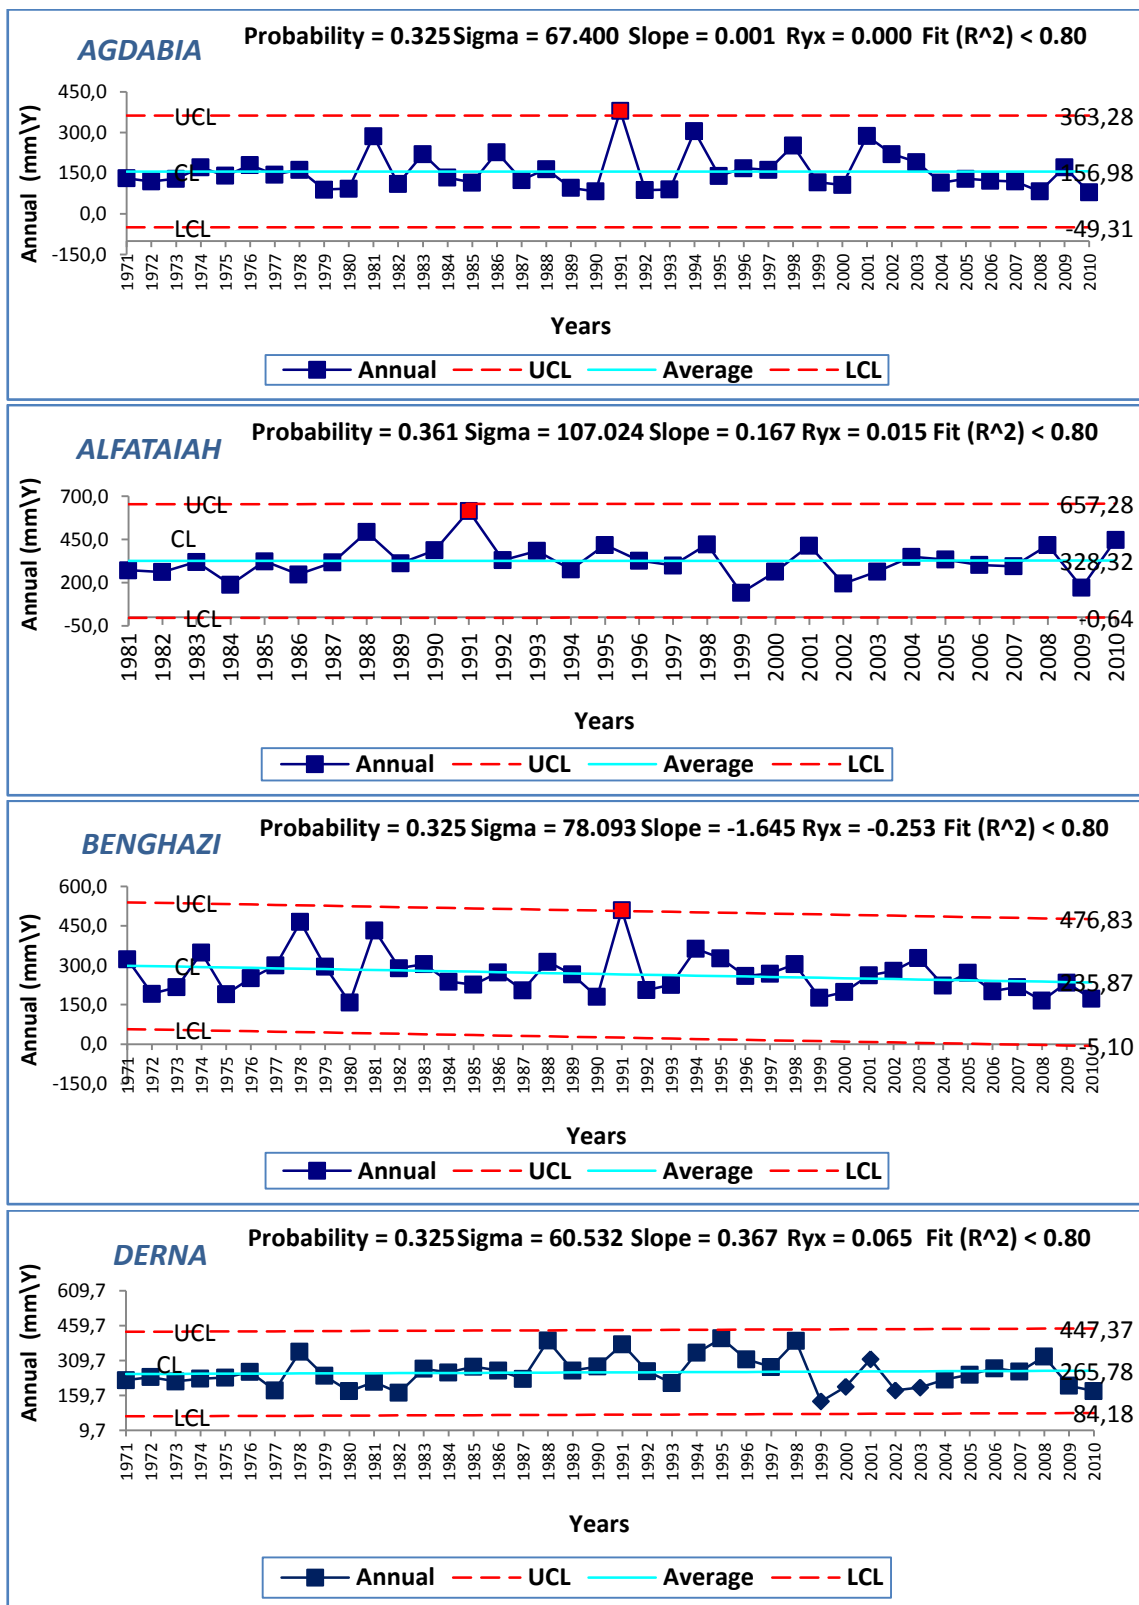 AGDABIA
Probability = 0.325 Sigma = 67.400 Slope = 0.001 Ryx = 0.000 Fit (R^2) < 0.80
Annual (mm\Y)
450,0
300,0
150,0
0,0
-150,0
UCL
CL
LCL
363,28
156,98
-49,31
1971 1972 1973 1974 1975 1976 1977 1978 1979 1980 1981 1982 1983 1984 1985 1986 1987 1988 1989 1990 1991 1992 1993 1994 1995 1996 1997 1998 1999 2000 2001 2002 2003 2004 2005 2006 2007 2008 2009 2010
Years
Annual UCL Average LCL
ALFATAIAH
Probability = 0.361 Sigma = 107.024 Slope = 0.167 Ryx = 0.015 Fit (R^2) < 0.80
Annual (mm\Y)
700,0
450,0
200,0
-50,0
UCL
CL
LCL
657,28
328,32
-0,64
1981 1982 1983 1984 1985 1986 1987 1988 1989 1990 1991 1992 1993 1994 1995 1996 1997 1998 1999 2000 2001 2002 2003 2004 2005 2006 2007 2008 2009 2010
Years
Annual UCL Average LCL
BENGHAZI
Probability = 0.325 Sigma = 78.093 Slope = -1.645 Ryx = -0.253 Fit (R^2) < 0.80
Annual (mm\Y)
600,0
450,0
300,0
150,0
0,0
-150,0
UCL
CL
LCL
476,83
235,87
-5,10
1971 1972 1973 1974 1975 1976 1977 1978 1979 1980 1981 1982 1983 1984 1985 1986 1987 1988 1989 1990 1991 1992 1993 1994 1995 1996 1997 1998 1999 2000 2001 2002 2003 2004 2005 2006 2007 2008 2009 2010
Years
Annual UCL Average LCL
DERNA
Probability = 0.325 Sigma = 60.532 Slope = 0.367 Ryx = 0.065 Fit (R^2) < 0.80
Annual (mm\Y)
609,7
459,7
309,7
159,7
9,7
UCL
CL
LCL
447,37
265,78
84,18
1971 1972 1973 1974 1975 1976 1977 1978 1979 1980 1981 1982 1983 1984 1985 1986 1987 1988 1989 1990 1991 1992 1993 1994 1995 1996 1997 1998 1999 2000 2001 2002 2003 2004 2005 2006 2007 2008 2009 2010
Years
Annual UCL Average LCL